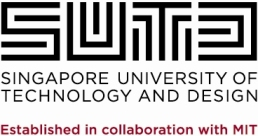 SUTD
SINGAPORE UNIVERSITY OF
TECHNOLOGY AND DESIGN
Established in collaboration with MIT